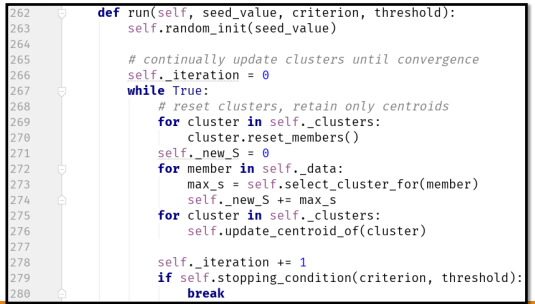 262 def run(self, seed_value, criterion, threshold):
263 self.random_init(seed_value)
264
265 # continually update clusters until convergence
266 self._iteration = 0
267 while True:
268 # reset clusters, retain only centroids
269 for cluster in self._clusters:
270 cluster.reset_members()
271 self._new_S = 0
272 for member in self._data:
273 max_s = self.select_cluster_for(member)
274 self._new_S += max_s
275 for cluster in self._clusters:
276 self.update_centroid_of(cluster)
277
278 self._iteration += 1
279 if self.stopping_condition(criterion, threshold):
280 break